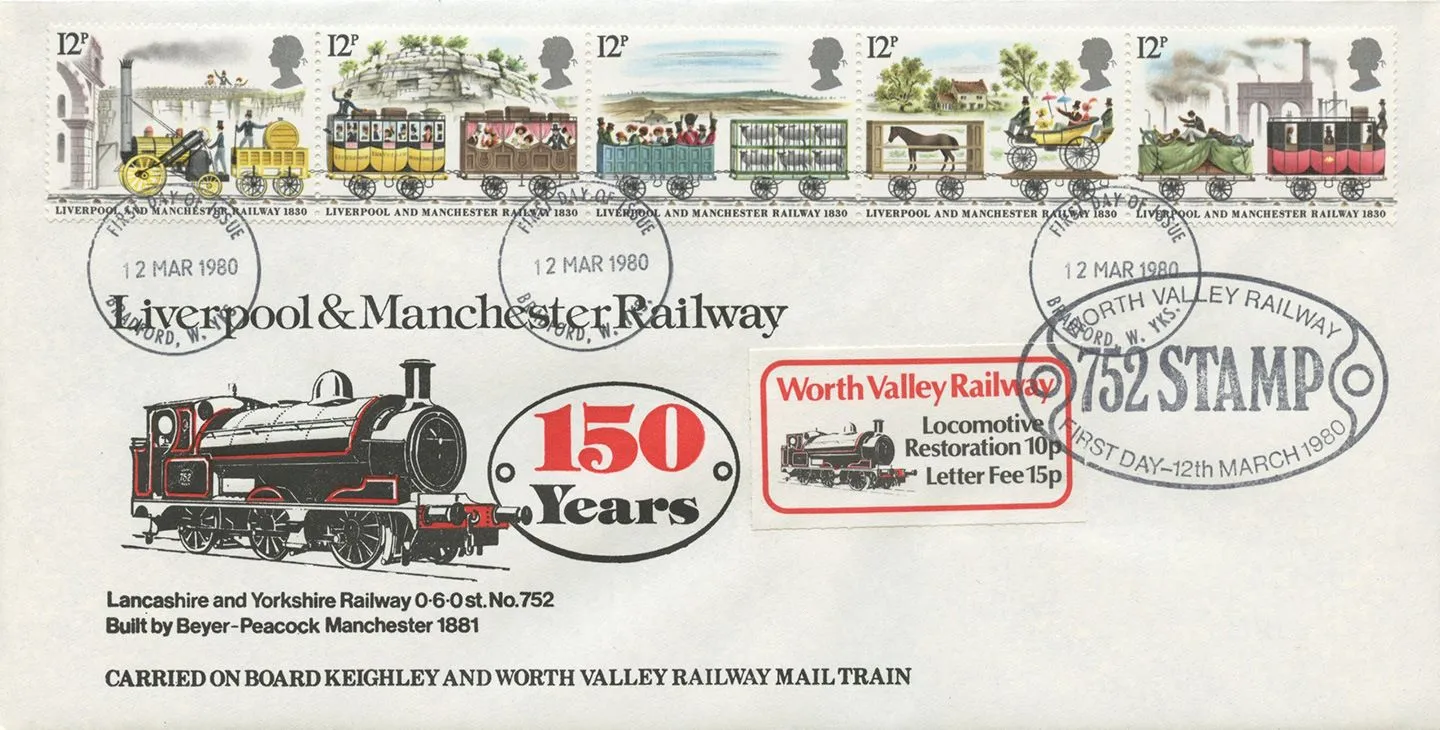 12P
12P
12P
12P
12P
LIVERPOOL AND MANCHESTER RAILWAY 1830
LIVERPOOL AND MANCHESTER RAILWAY 1830
LIVERPOOL AND MANCHESTER RAILWAY 1830
LIVERPOOL AND MANCHESTER RAILWAY 1830
LIVERPOOL AND MANCHESTER RAILWAY 1830
FIRST DAY OF ISSUE
12 MAR 1980
BRADFORD, W. YKS.
FIRST DAY OF ISSUE
12 MAR 1980
BRADFORD, W. YKS.
FIRST DAY OF ISSUE
12 MAR 1980
BRADFORD, W. YKS.
Liverpool & Manchester Railway
WORTH VALLEY RAILWAY
752 STAMP
FIRST DAY-12th MARCH 1980
150
Years
752
Worth Valley Railway
Locomotive
Restoration 10p
Letter Fee 15p
Lancashire and Yorkshire Railway 0·6·0 st. No.752
Built by Beyer-Peacock Manchester 1881
CARRIED ON BOARD KEIGHLEY AND WORTH VALLEY RAILWAY MAIL TRAIN